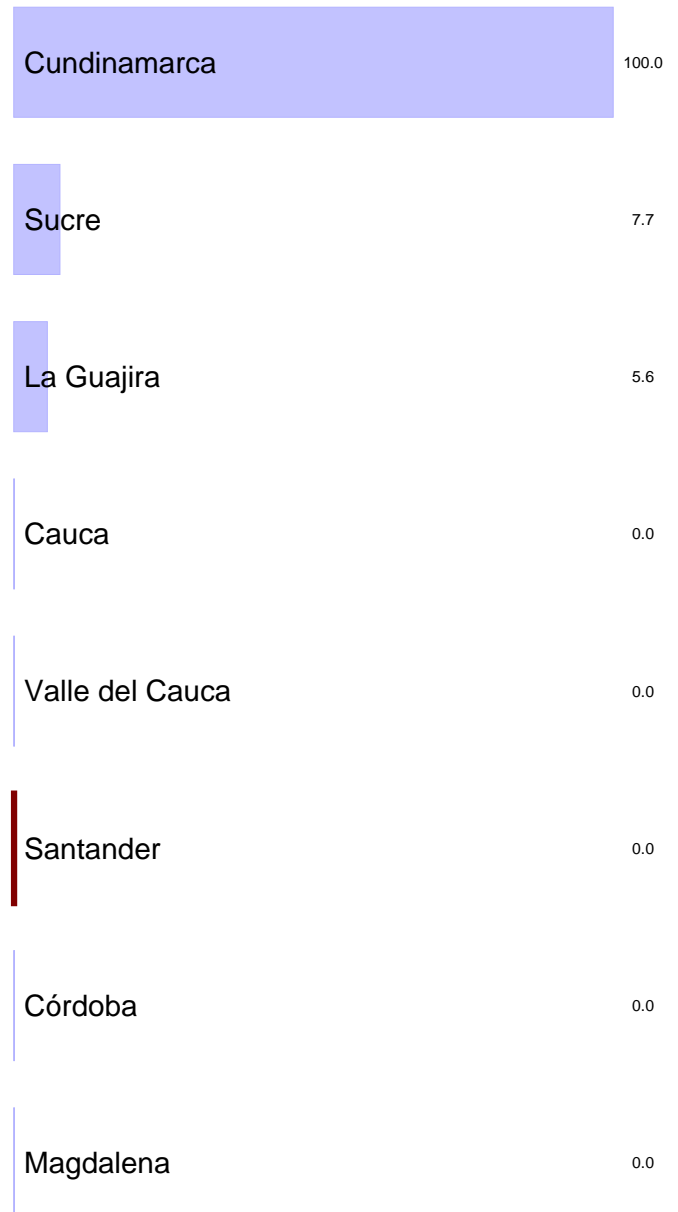 Cundinamarca 100.0
Sucre 7.7
La Guajira 5.6
Cauca 0.0
Valle del Cauca 0.0
Santander 0.0
Córdoba 0.0
Magdalena 0.0